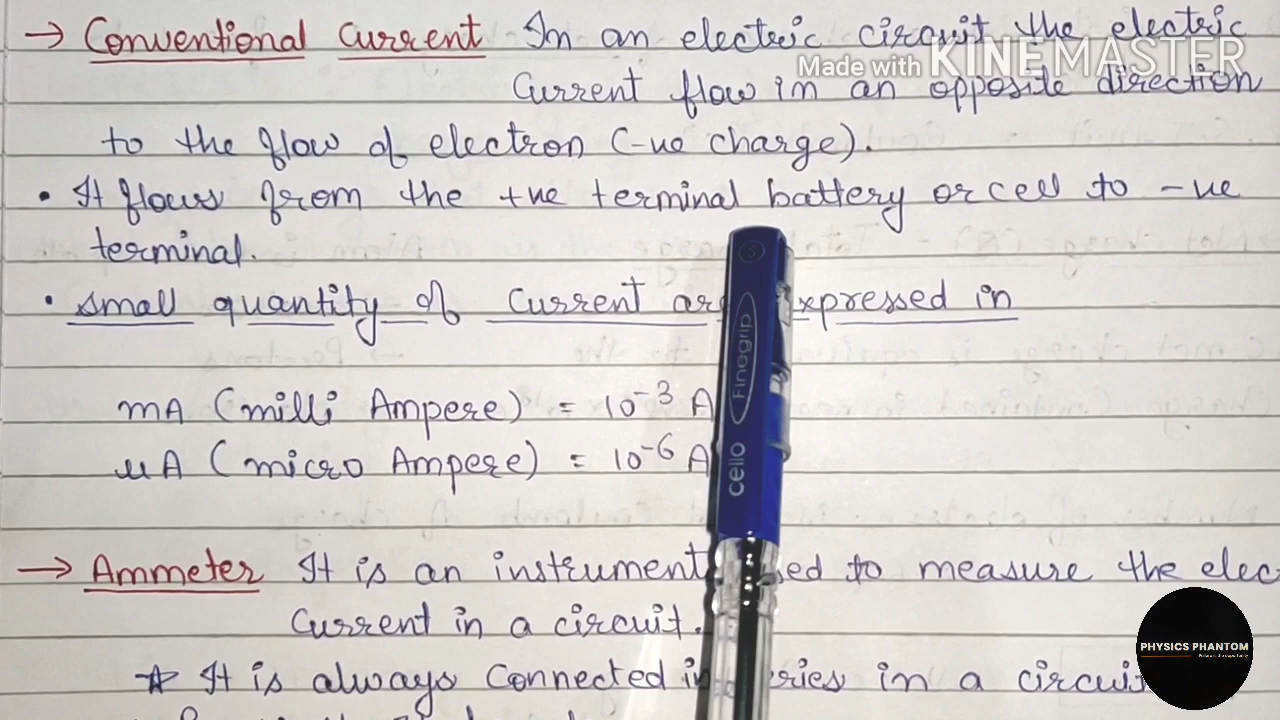 → Conventional Current In an electric circuit the electric
Made with KINEMASTER
Current flow in an opposite direction
to the flow of electron (-ve charge).
• It flows from the +ve terminal battery or cell to -ve
terminal.
• small quantity of Current are expressed in
mA (milli Ampere) = 10⁻³ A
μA (micro Ampere) = 10⁻⁶ A
cello Finegrip
→ Ammeter It is an instrument used to measure the elec
Current in a circuit.
PHYSICS PHANTOM
☆ It is always connected in series in a circuit